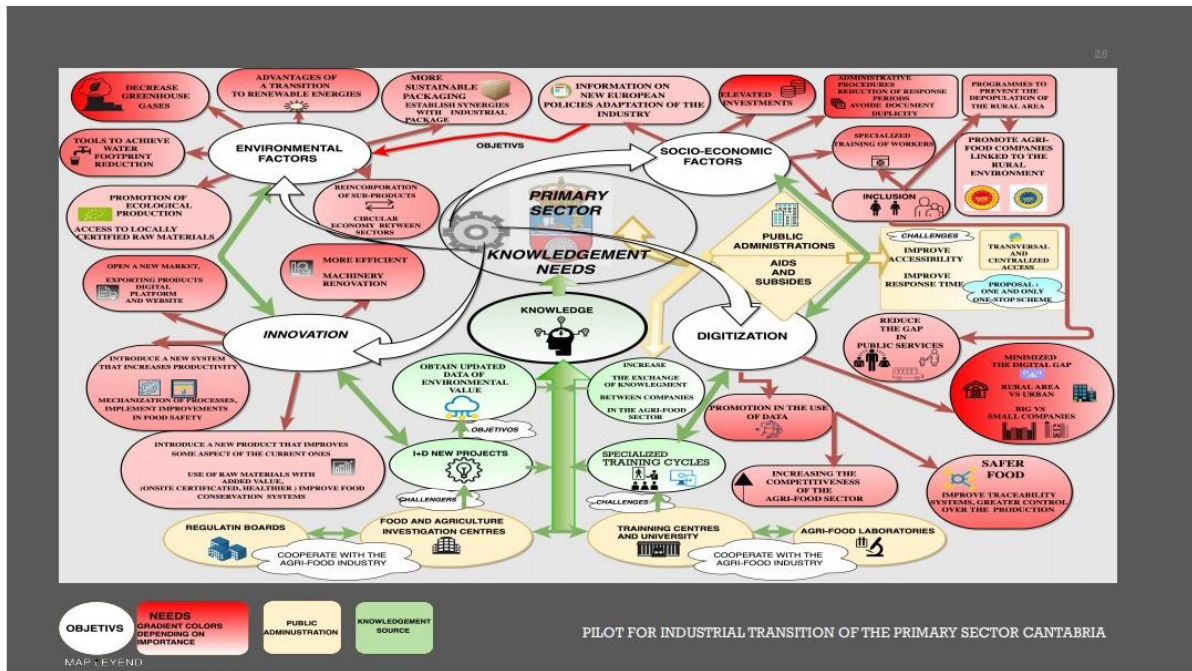 26
DECREASE
GREENHOUSE
GASES
ADVANTAGES OF
A TRANSITION
TO RENEWABLE ENERGIES
MORE
SUSTAINABLE
PACKAGING
ESTABLISH SYNERGIES
WITH INDUSTRIAL
PACKAGE
INFORMATION ON
NEW EUROPEAN
POLICIES ADAPTATION OF THE
INDUSTRY
ELEVATED
INVESTMENTS
ADMINISTRATIVE
PROCEDURES
REDUCTION OF RESPONSE
PERIODS
AVOIDE DOCUMENT
DUPLICITY
PROGRAMMES TO
PREVENT THE
DEPOPULATION OF
THE RURAL AREA
TOOLS TO ACHIEVE
WATER
FOOTPRINT
REDUCTION
ENVIRONMENTAL
FACTORS
OBJETIVS
SOCIO-ECONOMIC
FACTORS
SPECIALIZED
TRAINING OF WORKERS
PROMOTE AGRI-
FOOD COMPANIES
LINKED TO THE
RURAL
ENVIRONMENT
PROMOTION OF
ECOLOGICAL
PRODUCTION
ACCESS TO LOCALLY
CERTIFIED RAW MATERIALS
REINCORPORATION
OF SUB-PRODUCTS
CIRCULAR
ECONOMY BETWEEN
SECTORS
PRIMARY
SECTOR
KNOWLEDGEMENT
NEEDS
INCLUSION
PUBLIC
ADMINISTRATIONS
AIDS
AND
SUBSIDES
CHALLENGES
IMPROVE
ACCESSIBILITY
IMPROVE
RESPONSE TIME
TRANSVERSAL
AND
CENTRALIZED
ACCESS
PROPOSAL :
ONE AND ONLY
ONE-STOP SCHEME
OPEN A NEW MARKET,
EXPORTING PRODUCTS
DIGITAL
PLATFORM
AND WEBSITE
MORE EFFICIENT
MACHINERY
RENOVATION
INNOVATION
KNOWLEDGE
DIGITIZATION
REDUCE
THE GAP
IN
PUBLIC SERVICES
MINIMIZED
THE DIGITAL GAP
RURAL AREA
VS URBAN
BIG VS
SMALL COMPANIES
INTRODUCE A NEW SYSTEM
THAT INCREASES PRODUCTIVITY
MECHANIZATION OF PROCESSES,
IMPLEMENT IMPROVEMENTS
IN FOOD SAFETY
OBTAIN UPDATED
DATA OF
ENVIRONMENTAL
VALUE
INCREASE
THE EXCHANGE
OF KNOWLEGMENT
BETWEEN COMPANIES
IN THE AGRI-FOOD
SECTOR
PROMOTION IN THE USE
OF DATA
OBJETIVOS
INTRODUCE A NEW PRODUCT THAT IMPROVES
SOME ASPECT OF THE CURRENT ONES
USE OF RAW MATERIALS WITH
ADDED VALUE,
(ONSITE CERTIFICATED, HEALTHIER ) IMPROVE FOOD
CONSERVATION SYSTEMS
I+D NEW PROJECTS
CHALLENGERS
SPECIALIZED
TRAINING CYCLES
CHALLENGES
INCREASING THE
COMPETITIVENESS
OF THE
AGRI-FOOD SECTOR
SAFER
FOOD
IMPROVE TRACEABILITY
SYSTEMS, GREATER CONTROL
OVER THE PRODUCTION
REGULATIN BOARDS
FOOD AND AGRICULTURE
INVESTIGATION CENTRES
COOPERATE WITH THE
AGRI-FOOD INDUSTRY
TRAINNING CENTRES
AND UNIVERSITY
AGRI-FOOD LABORATORIES
COOPERATE WITH THE
AGRI-FOOD INDUSTRY
OBJETIVS
NEEDS
GRADIENT COLORS
DEPENDING ON
IMPORTANCE
PUBLIC
ADMINUSTRATION
KNOWLEDGEMENT
SOURCE
MAP LEYEND
PILOT FOR INDUSTRIAL TRANSITION OF THE PRIMARY SECTOR CANTABRIA